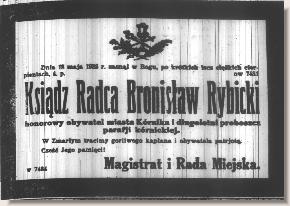 Dnia 18 maja 1928 r. zasnął w Bogu, po krótkich lecz ciężkich cier-
pieniach, ś. p.
Ksiądz Radca Bronisław Rybicki
honorowy obywatel miasta Kórnika i długoletni proboszcz
parafji kórnickiej.
W Zmarłym tracimy gorliwego kapłana i obywatela patrjotę.
Cześć Jego pamięci!
Magistrat i Rada Miejska.